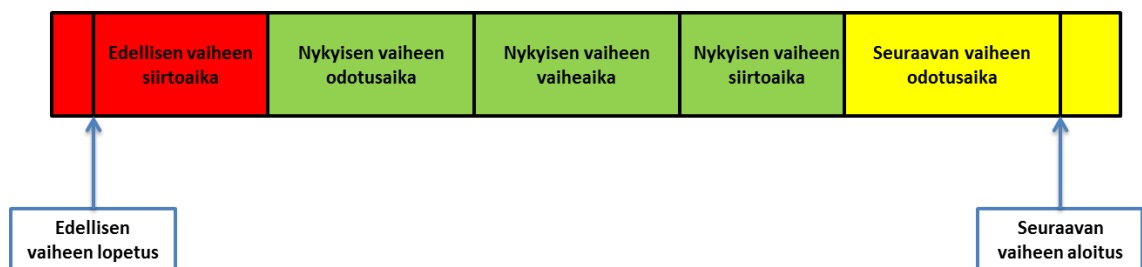 Edellisen vaiheen
siirtoaika
Nykyisen vaiheen
odotusaika
Nykyisen vaiheen
vaiheaika
Nykyisen vaiheen
siirtoaika
Seuraavan vaiheen
odotusaika
Edellisen
vaiheen lopetus
Seuraavan
vaiheen aloitus